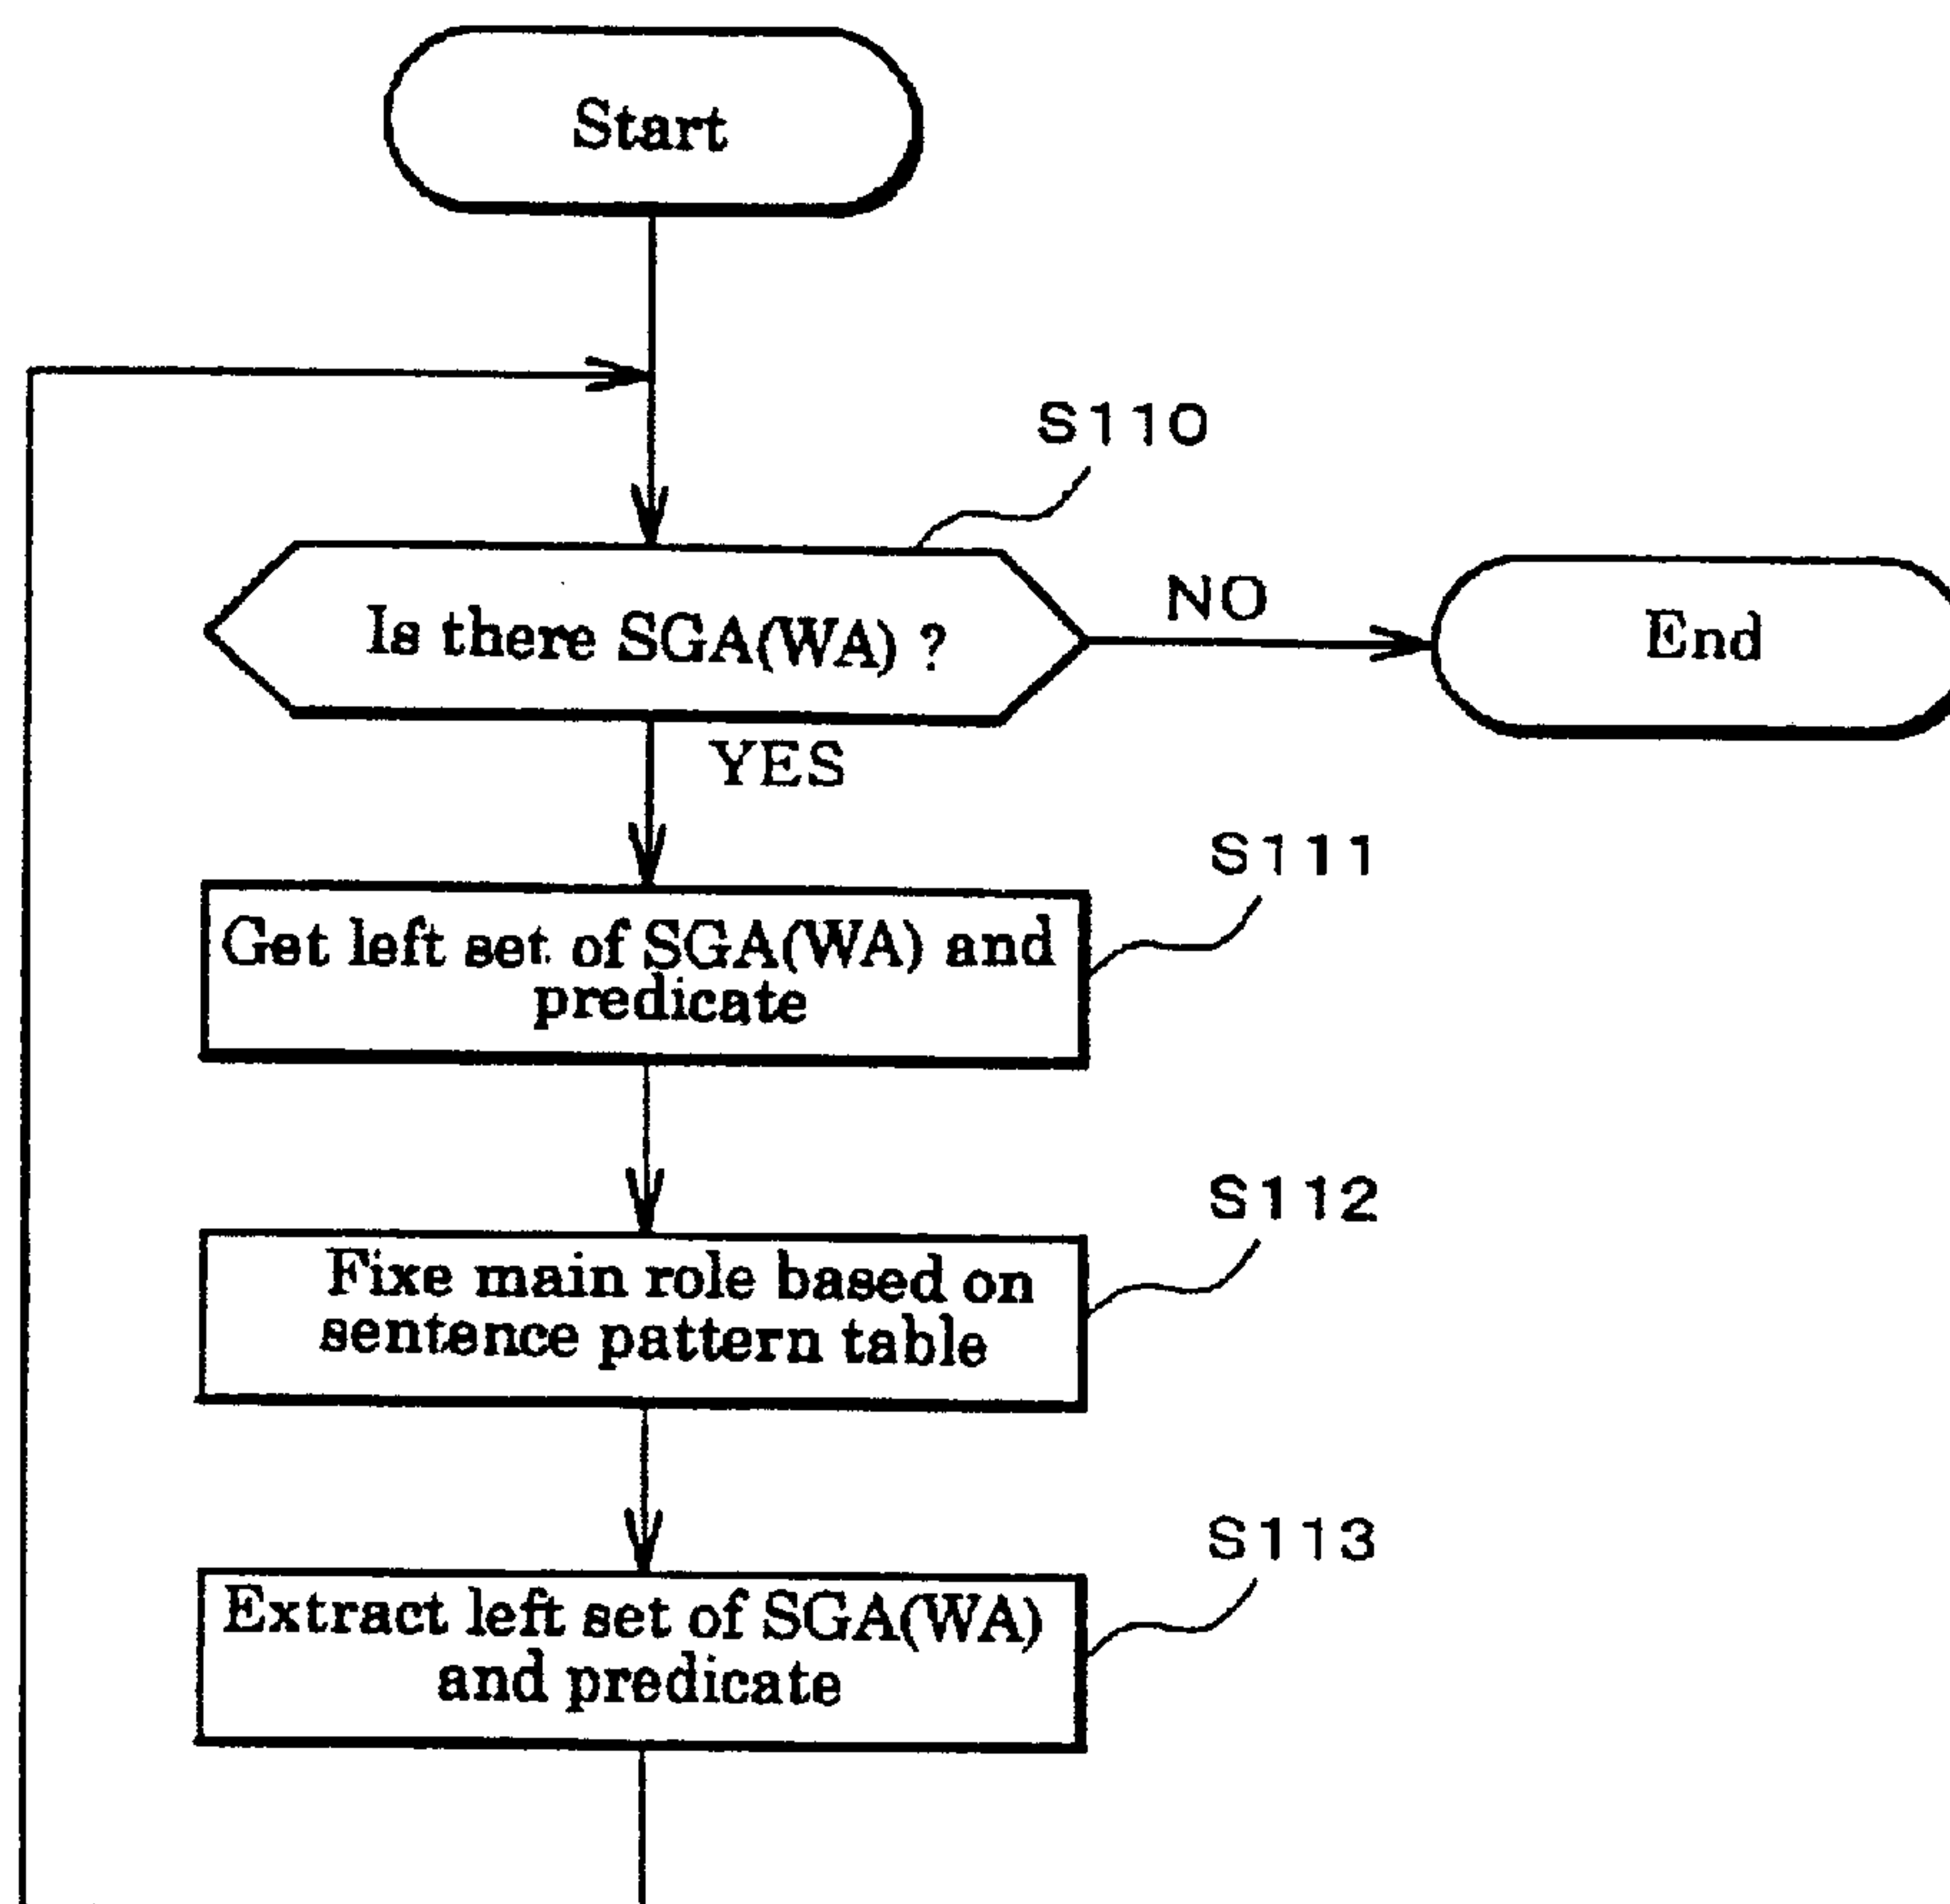 Start
S110
Is there SGA(WA) ?
NO
End
YES
S111
Get left set of SGA(WA) and
predicate
S112
Fixe main role based on
sentence pattern table
S113
Extract left set of SGA(WA)
and predicate